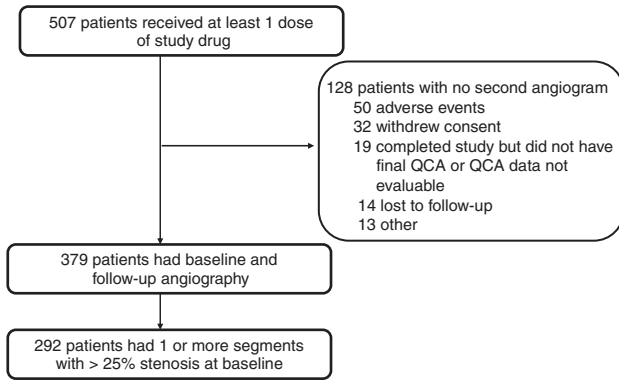 507 patients received at least 1 dose
of study drug
128 patients with no second angiogram
50 adverse events
32 withdrew consent
19 completed study but did not have
final QCA or QCA data not
evaluable
14 lost to follow-up
13 other
379 patients had baseline and
follow-up angiography
292 patients had 1 or more segments
with > 25% stenosis at baseline